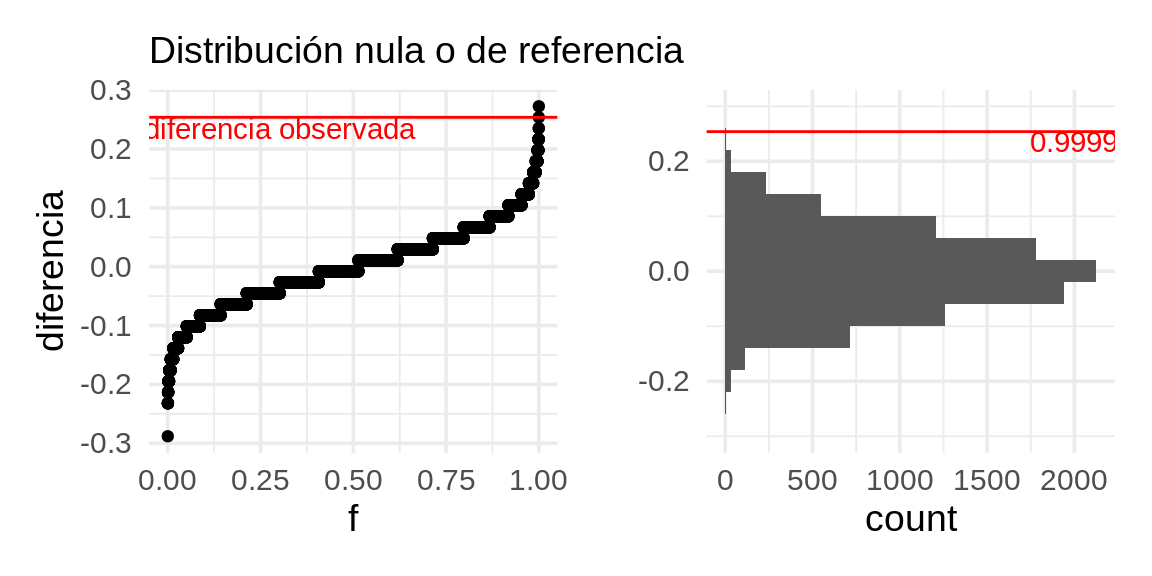 Distribución nula o de referencia
diferencia
0.3
0.2
0.1
0.0
-0.1
-0.2
-0.3
diferencia observada
0.00 0.25 0.50 0.75 1.00
f
0.2
0.0
-0.2
0.9999
0 500 1000 1500 2000
count